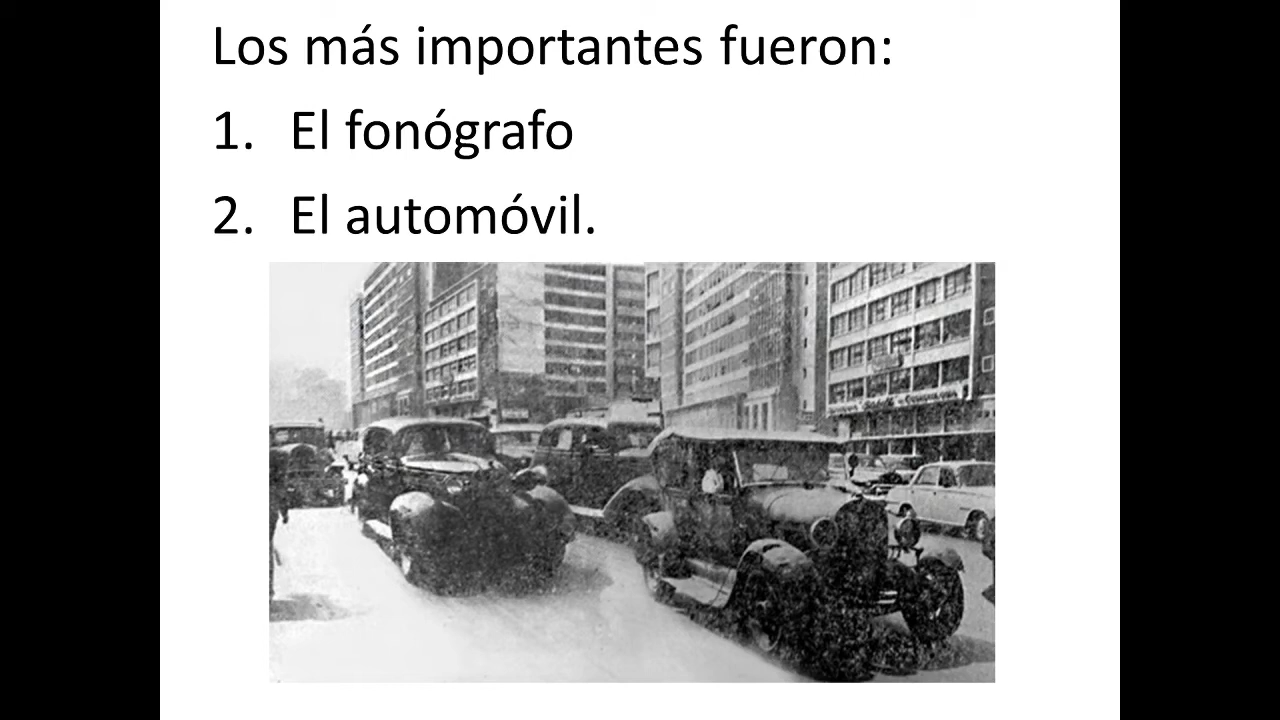 Los más importantes fueron:
1. El fonógrafo
2. El automóvil.